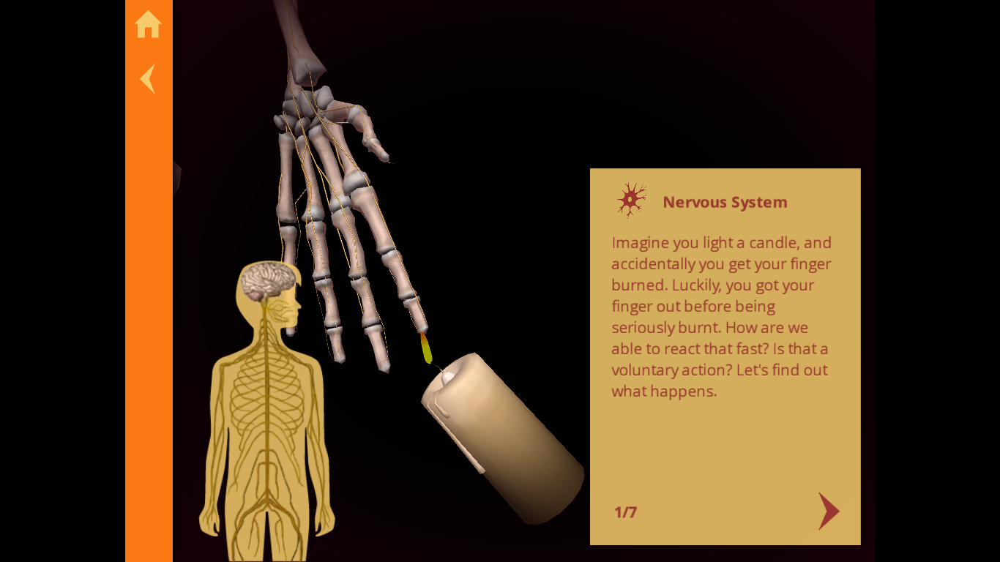 Nervous System
Imagine you light a candle, and
accidentally you get your finger
burned. Luckily, you got your
finger out before being
seriously burnt. How are we
able to react that fast? Is that a
voluntary action? Let's find out
what happens.
1/7